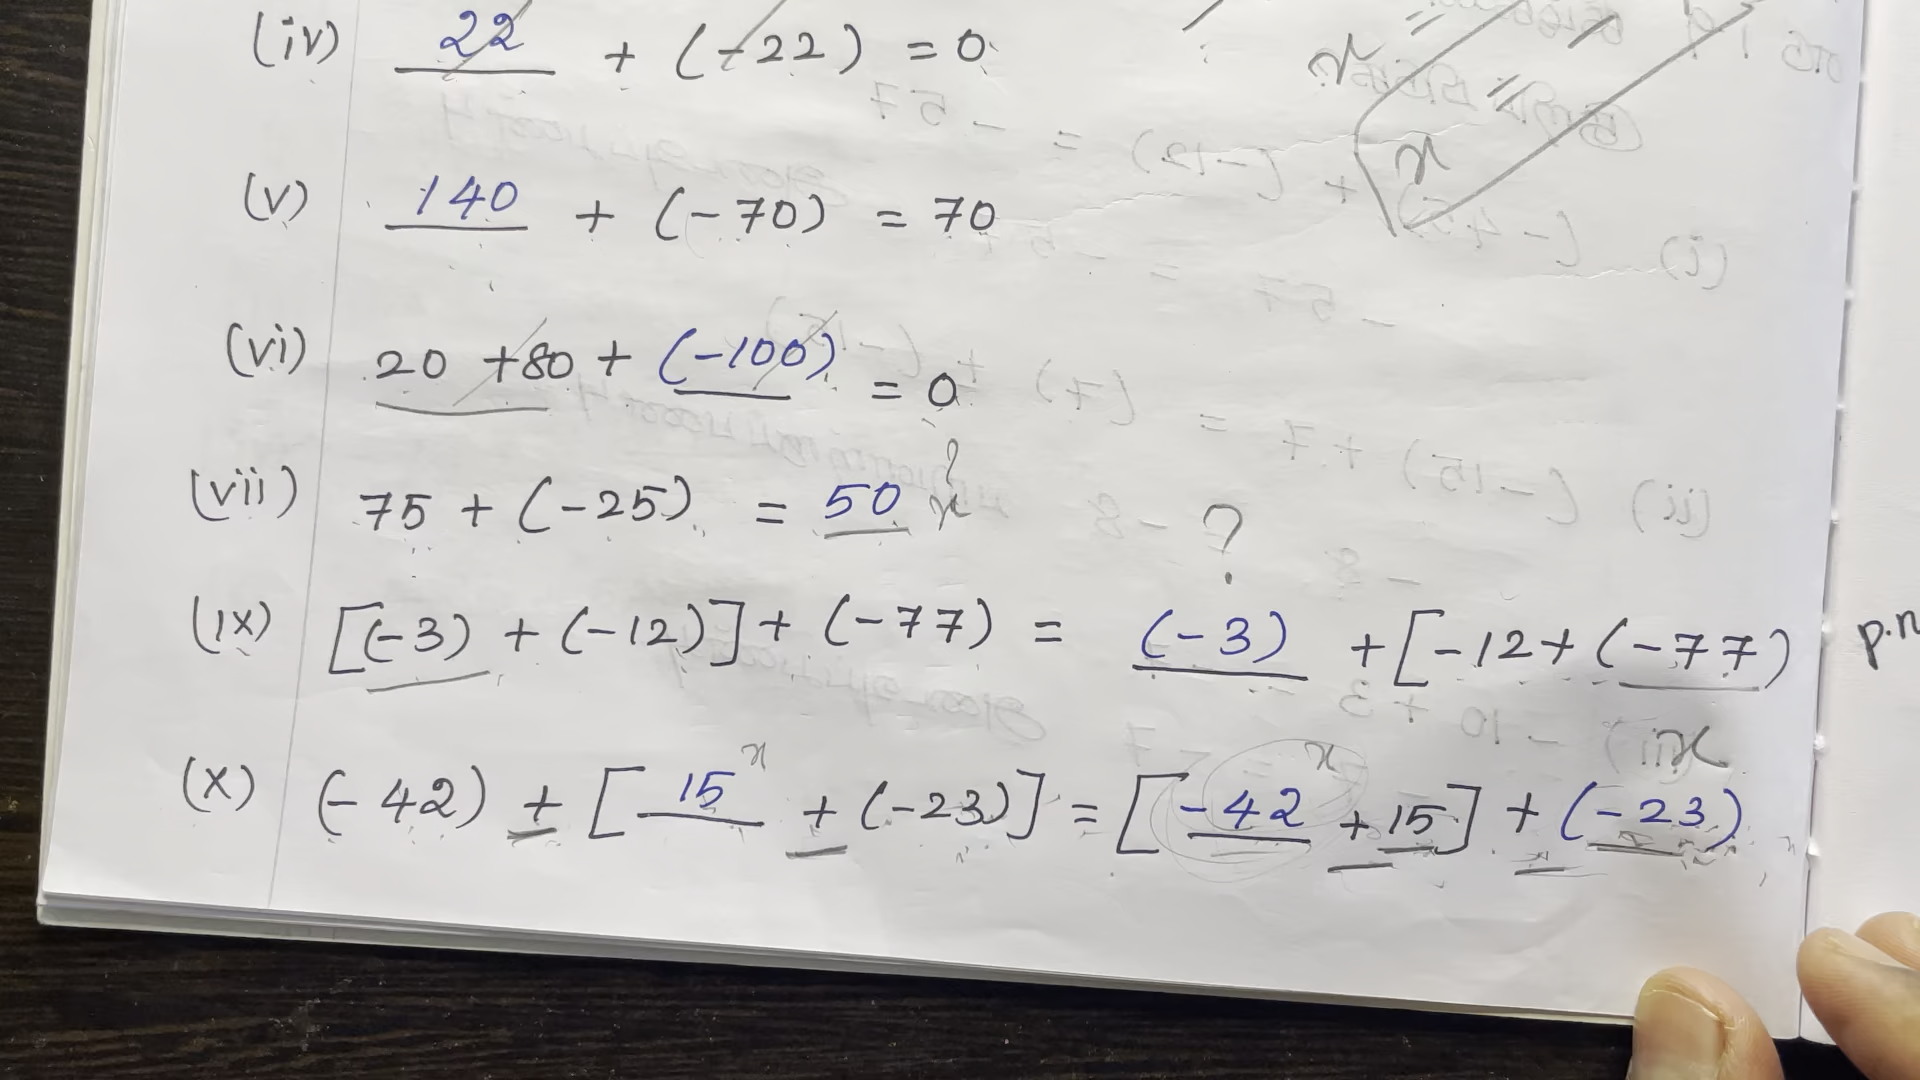 (iv) 22 + (-22) = 0
(v) 140 + (-70) = 70
(vi) 20 + 80 + (-100) = 0
(vii) 75 + (-25) = 50
?
(ix) [(-3) + (-12)] + (-77) = (-3) + [-12 + (-77)
(x) (-42) + [15 + (-23)] = [-42 + 15] + (-23)